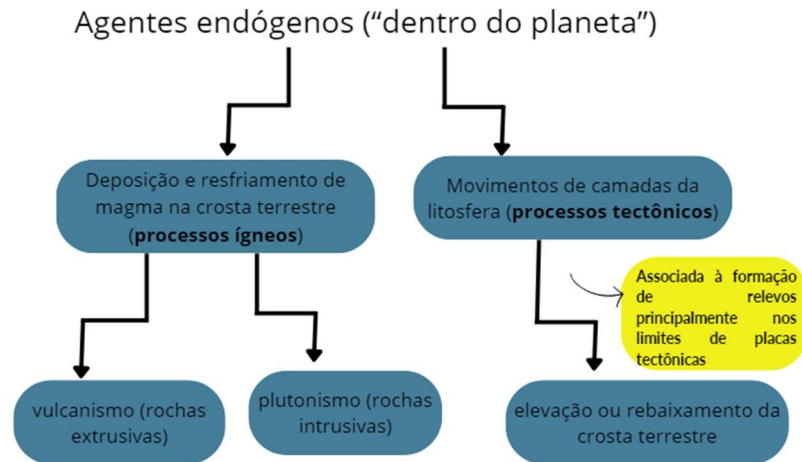 Agentes endógenos (“dentro do planeta”)
Deposição e resfriamento de
magma na crosta terrestre
(processos ígneos)
Movimentos de camadas da
litosfera (processos tectônicos)
Associada à formação
de relevos
principalmente nos
limites de placas
tectônicas
vulcanismo (rochas
extrusivas)
plutonismo (rochas
intrusivas)
elevação ou rebaixamento da
crosta terrestre